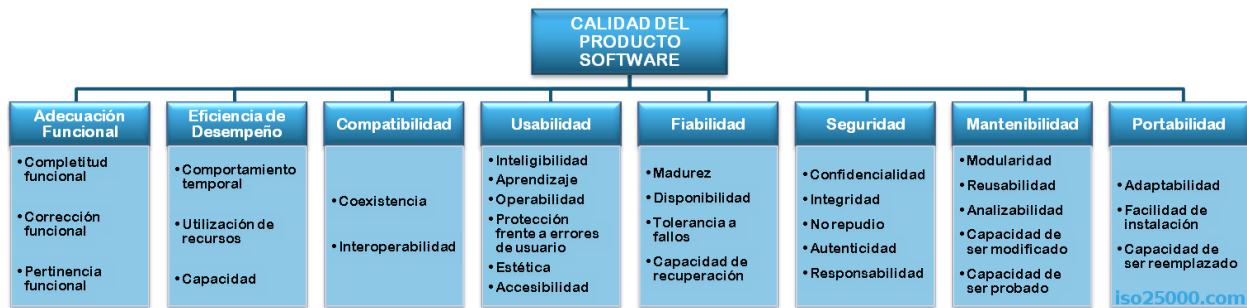 CALIDAD DEL
PRODUCTO
SOFTWARE
Adecuación
Funcional
• Completitud
funcional
• Corrección
funcional
• Pertinencia
funcional
Eficiencia de
Desempeño
• Comportamiento
temporal
• Utilización de
recursos
• Capacidad
Compatibilidad
• Coexistencia
• Interoperabilidad
Usabilidad
• Inteligibilidad
• Aprendizaje
• Operabilidad
• Protección
frente a errores
de usuario
• Estética
• Accesibilidad
Fiabilidad
• Madurez
• Disponibilidad
• Tolerancia a
fallos
• Capacidad de
recuperación
Seguridad
• Confidencialidad
• Integridad
• No repudio
• Autenticidad
• Responsabilidad
Mantenibilidad
• Modularidad
• Reusabilidad
• Analizabilidad
• Capacidad de
ser modificado
• Capacidad de
ser probado
Portabilidad
• Adaptabilidad
• Facilidad de
instalación
• Capacidad de
ser reemplazado
iso25000.com